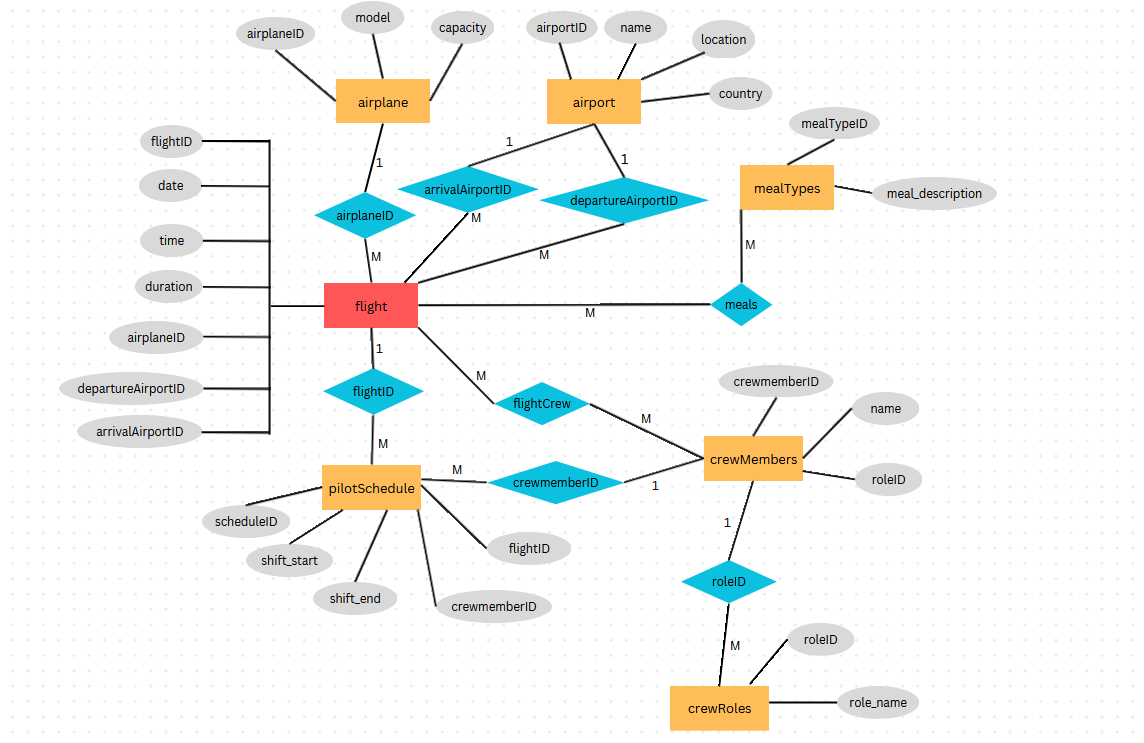 model
airplaneID
capacity
airportID
name
location
country
airplane
airport
mealTypeID
flightID
1
1
1
date
arrivalAirportID
departureAirportID
mealTypes
meal_description
airplaneID
M
time
M
M
M
duration
flight
meals
M
airplaneID
1
departureAirportID
flightID
M
flightCrew
M
crewmemberID
name
arrivalAirportID
M
crewMembers
pilotSchedule
M
crewmemberID
1
roleID
scheduleID
1
shift_start
flightID
shift_end
crewmemberID
roleID
M
roleID
crewRoles
role_name